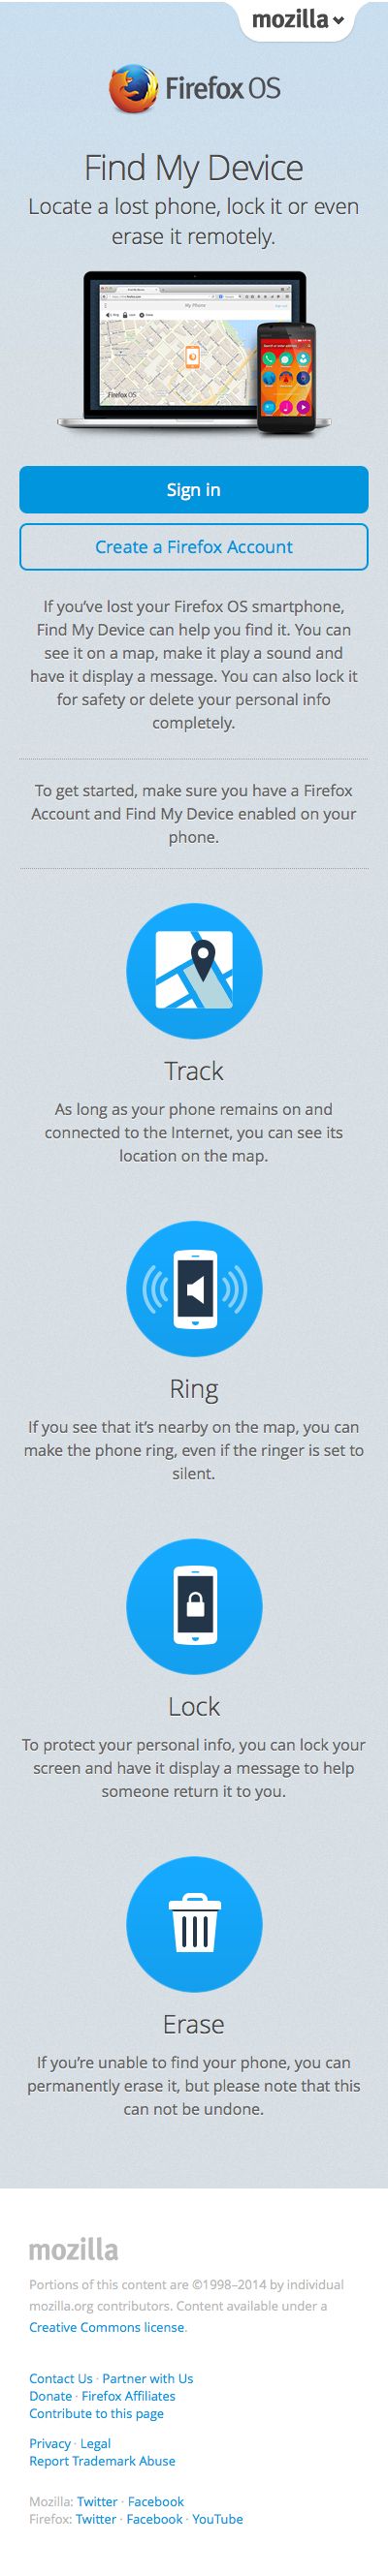 mozilla
Firefox OS
Find My Device
Locate a lost phone, lock it or even
erase it remotely.
My Phone
Firefox OS
Sign in
Create a Firefox Account
If you’ve lost your Firefox OS smartphone,
Find My Device can help you find it. You can
see it on a map, make it play a sound and
have it display a message. You can also lock it
for safety or delete your personal info
completely.
To get started, make sure you have a Firefox
Account and Find My Device enabled on your
phone.
Track
As long as your phone remains on and
connected to the Internet, you can see its
location on the map.
Ring
If you see that it’s nearby on the map, you can
make the phone ring, even if the ringer is set to
silent.
Lock
To protect your personal info, you can lock your
screen and have it display a message to help
someone return it to you.
Erase
If you’re unable to find your phone, you can
permanently erase it, but please note that this
can not be undone.
mozilla
Portions of this content are ©1998–2014 by individual
mozilla.org contributors. Content available under a
Creative Commons license.
Contact Us · Partner with Us
Donate · Firefox Affiliates
Contribute to this page
Privacy · Legal
Report Trademark Abuse
Mozilla: Twitter · Facebook
Firefox: Twitter · Facebook · YouTube